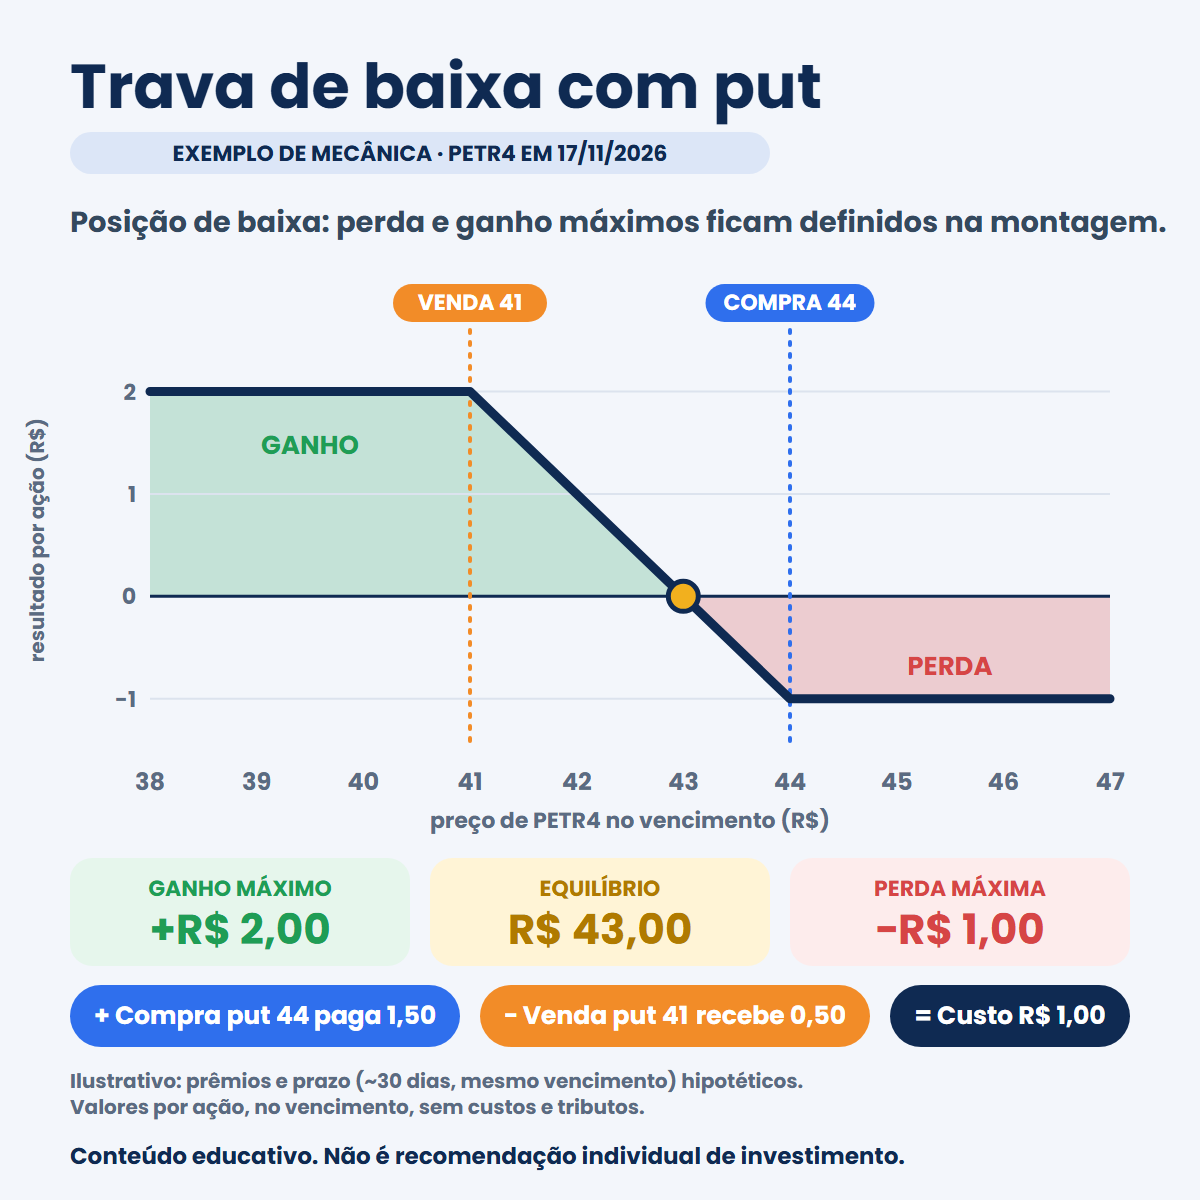 Trava de baixa com put
EXEMPLO DE MECÂNICA · PETR4 EM 17/11/2026
Posição de baixa: perda e ganho máximos ficam definidos na montagem.
VENDA 41
COMPRA 44
2
GANHO
1
0
PERDA
−1
resultado por ação (R$)
38 39 40 41 42 43 44 45 46 47
preço de PETR4 no vencimento (R$)
GANHO MÁXIMO
+R$ 2,00
EQUILÍBRIO
R$ 43,00
PERDA MÁXIMA
−R$ 1,00
+ Compra put 44 paga 1,50
− Venda put 41 recebe 0,50
= Custo R$ 1,00
Ilustrativo: prêmios e prazo (~30 dias, mesmo vencimento) hipotéticos.
Valores por ação, no vencimento, sem custos e tributos.
Conteúdo educativo. Não é recomendação individual de investimento.